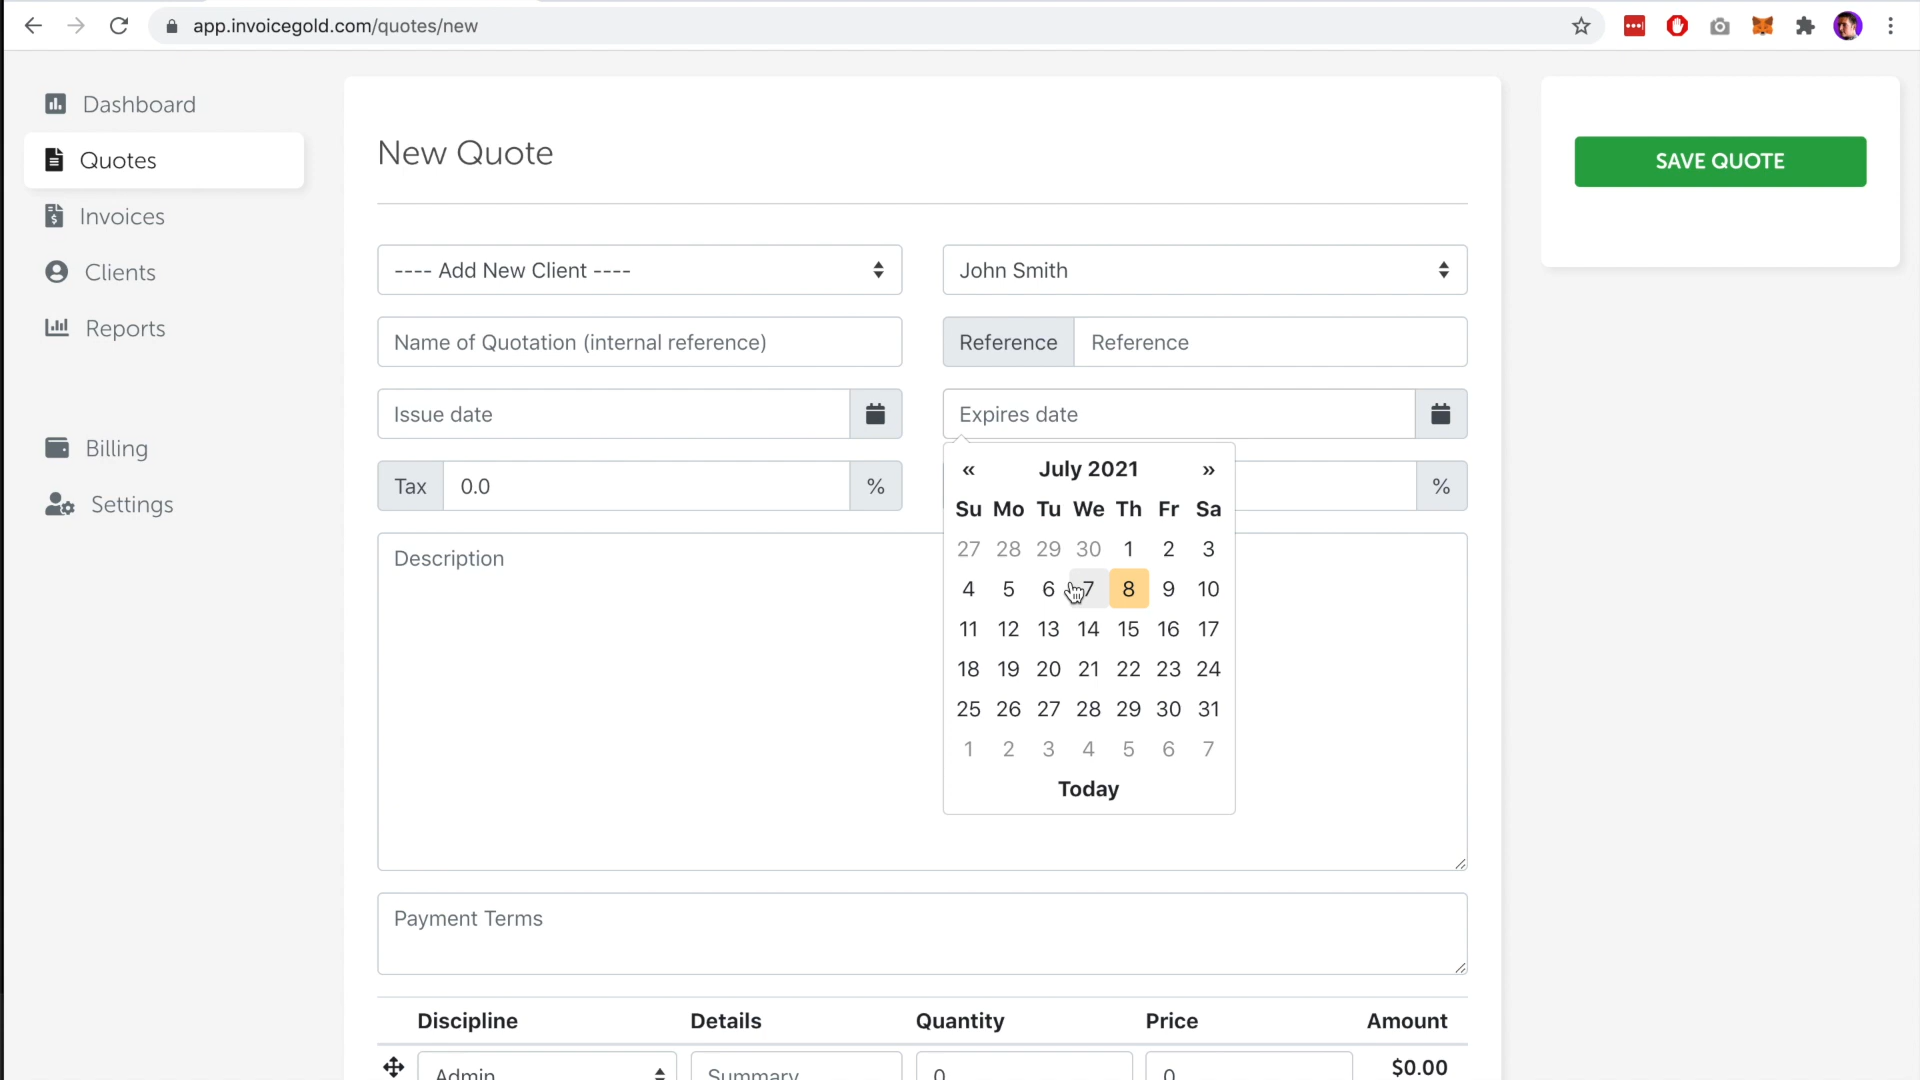 app.invoicegold.com/quotes/new
Dashboard
Quotes
Invoices
Clients
Reports
Billing
Settings
New Quote
SAVE QUOTE
---- Add New Client ----
John Smith
Name of Quotation (internal reference)
Reference Reference
Issue date
Expires date
Tax 0.0 %
%
« July 2021 »
Su Mo Tu We Th Fr Sa
27 28 29 30 1 2 3
4 5 6 7 8 9 10
11 12 13 14 15 16 17
18 19 20 21 22 23 24
25 26 27 28 29 30 31
1 2 3 4 5 6 7
Today
Description
Payment Terms
Discipline Details Quantity Price Amount
Admin Summary 0 0 $0.00